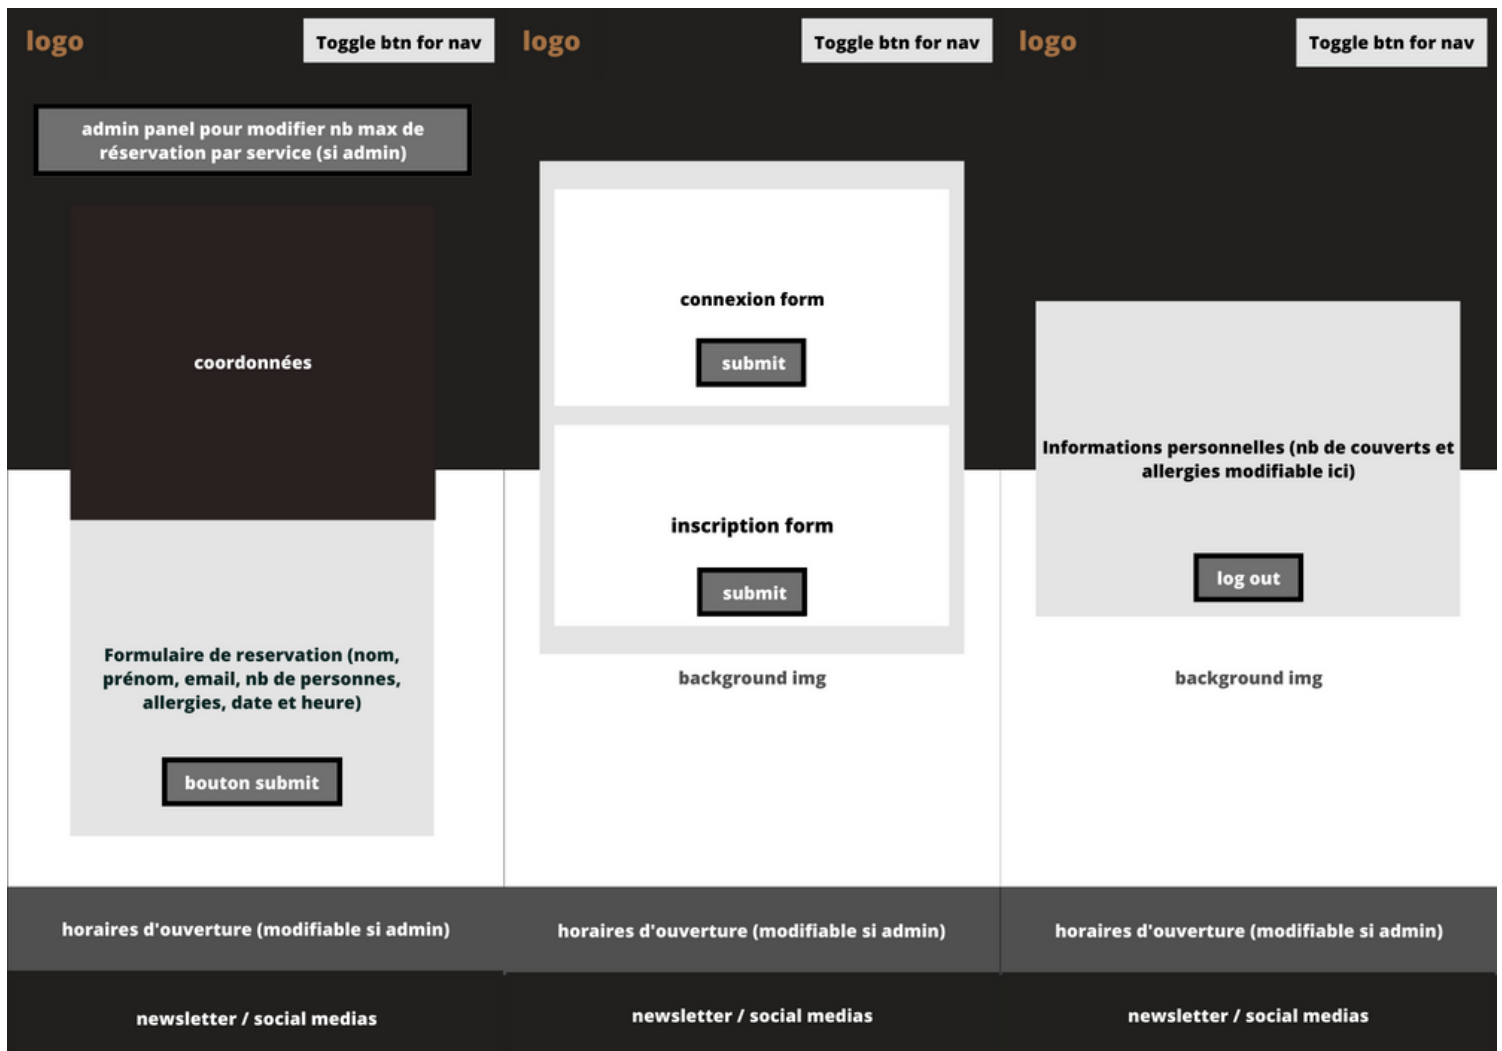 logo
Toggle btn for nav
admin panel pour modifier nb max de
réservation par service (si admin)
coordonnées
Formulaire de reservation (nom,
prénom, email, nb de personnes,
allergies, date et heure)
bouton submit
horaires d'ouverture (modifiable si admin)
newsletter / social medias
logo
Toggle btn for nav
connexion form
submit
inscription form
submit
background img
horaires d'ouverture (modifiable si admin)
newsletter / social medias
logo
Toggle btn for nav
Informations personnelles (nb de couverts et
allergies modifiable ici)
log out
background img
horaires d'ouverture (modifiable si admin)
newsletter / social medias